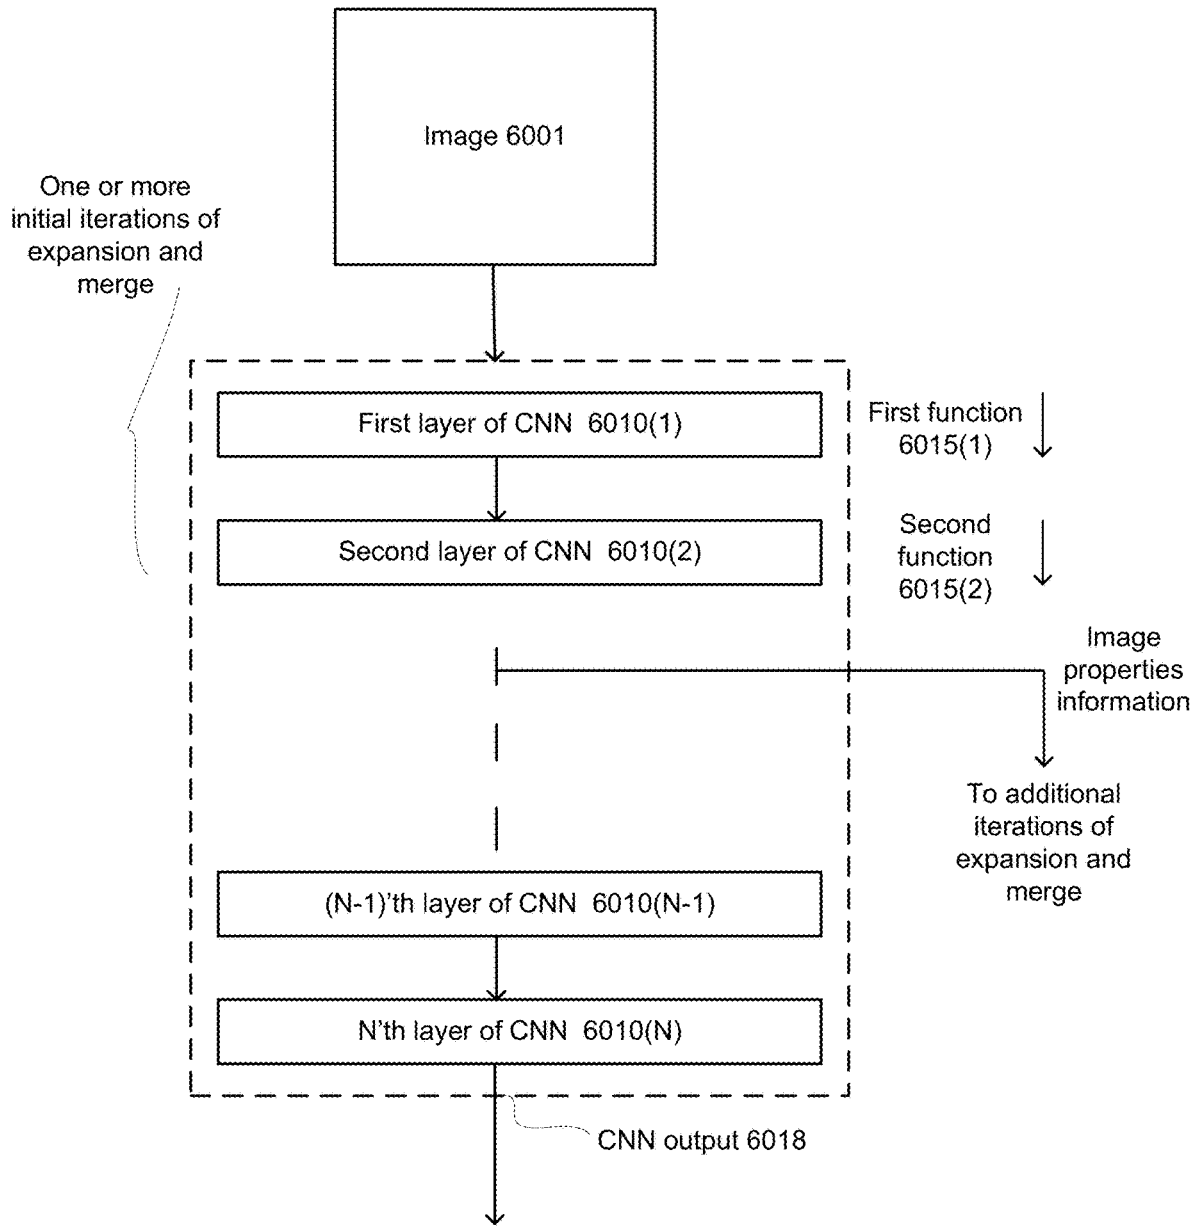 Image 6001
One or more
initial iterations of
expansion and
merge
First layer of CNN 6010(1)
First function
6015(1)
Second layer of CNN 6010(2)
Second
function
6015(2)
Image
properties
information
To additional
iterations of
expansion and
merge
(N-1)'th layer of CNN 6010(N-1)
N'th layer of CNN 6010(N)
CNN output 6018